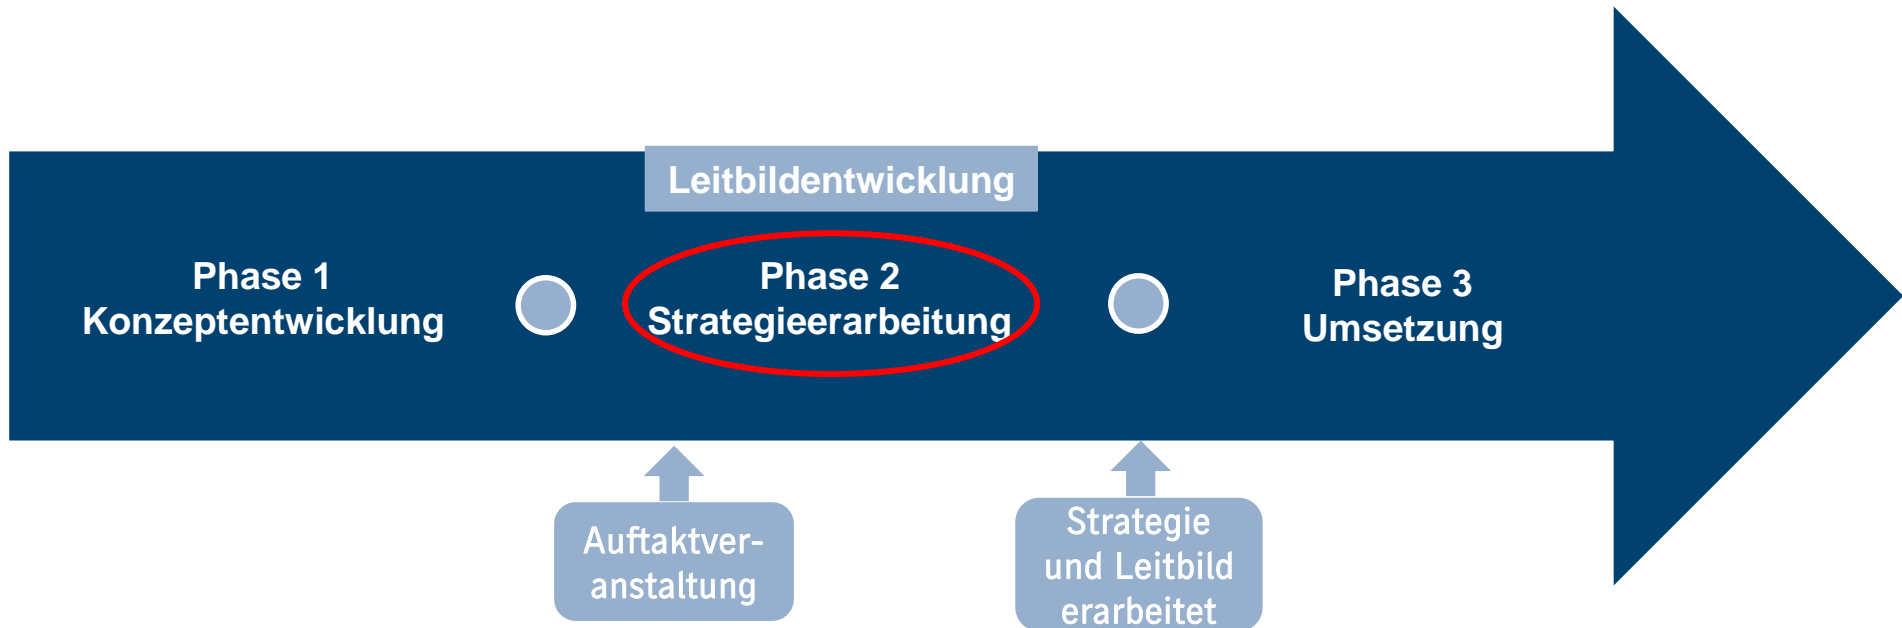 Leitbildentwicklung
Phase 1
Konzeptentwicklung
Phase 2
Strategieerarbeitung
Phase 3
Umsetzung
Auftaktver-
anstaltung
Strategie
und Leitbild
erarbeitet